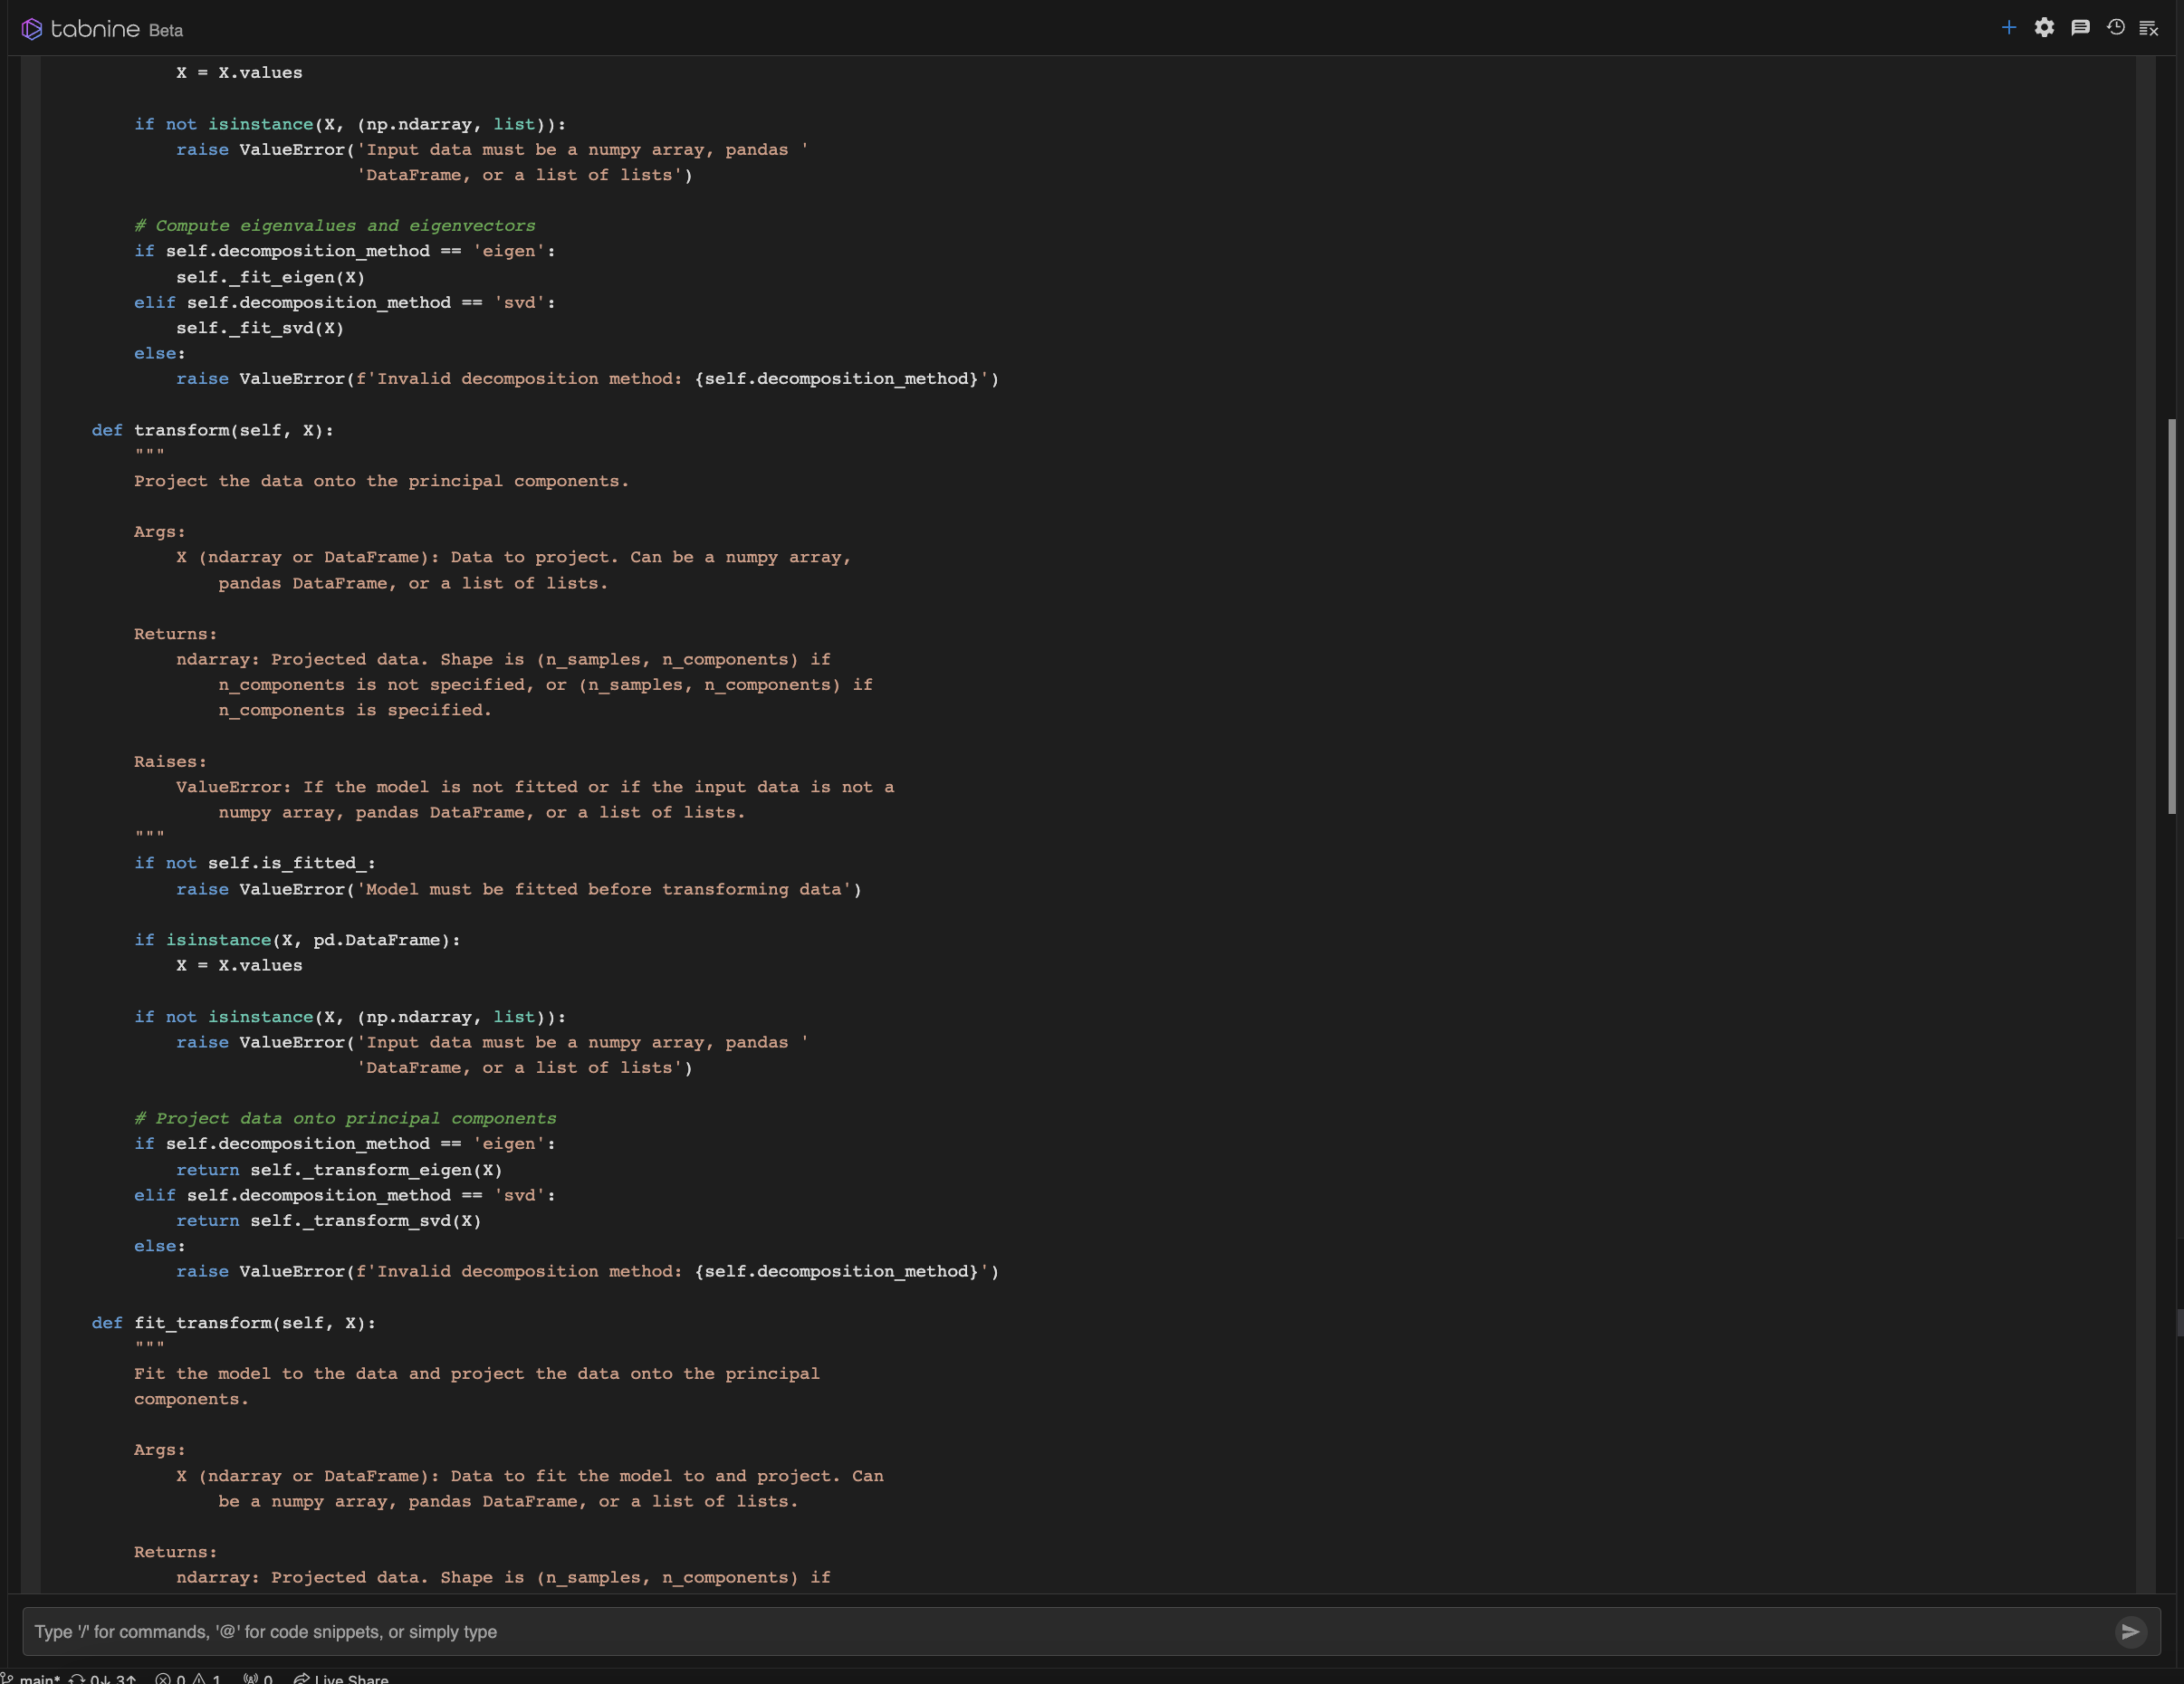 tabnine Beta
X = X.values
if not isinstance(X, (np.ndarray, list)):
raise ValueError('Input data must be a numpy array, pandas '
'DataFrame, or a list of lists')
# Compute eigenvalues and eigenvectors
if self.decomposition_method == 'eigen':
self._fit_eigen(X)
elif self.decomposition_method == 'svd':
self._fit_svd(X)
else:
raise ValueError(f'Invalid decomposition method: {self.decomposition_method}')
def transform(self, X):
"""
Project the data onto the principal components.
Args:
X (ndarray or DataFrame): Data to project. Can be a numpy array,
pandas DataFrame, or a list of lists.
Returns:
ndarray: Projected data. Shape is (n_samples, n_components) if
n_components is not specified, or (n_samples, n_components) if
n_components is specified.
Raises:
ValueError: If the model is not fitted or if the input data is not a
numpy array, pandas DataFrame, or a list of lists.
"""
if not self.is_fitted_:
raise ValueError('Model must be fitted before transforming data')
if isinstance(X, pd.DataFrame):
X = X.values
if not isinstance(X, (np.ndarray, list)):
raise ValueError('Input data must be a numpy array, pandas '
'DataFrame, or a list of lists')
# Project data onto principal components
if self.decomposition_method == 'eigen':
return self._transform_eigen(X)
elif self.decomposition_method == 'svd':
return self._transform_svd(X)
else:
raise ValueError(f'Invalid decomposition method: {self.decomposition_method}')
def fit_transform(self, X):
"""
Fit the model to the data and project the data onto the principal
components.
Args:
X (ndarray or DataFrame): Data to fit the model to and project. Can
be a numpy array, pandas DataFrame, or a list of lists.
Returns:
ndarray: Projected data. Shape is (n_samples, n_components) if
Type '/' for commands, '@' for code snippets, or simply type
main* 0↓ 3↑ 0 1 0 Live Share